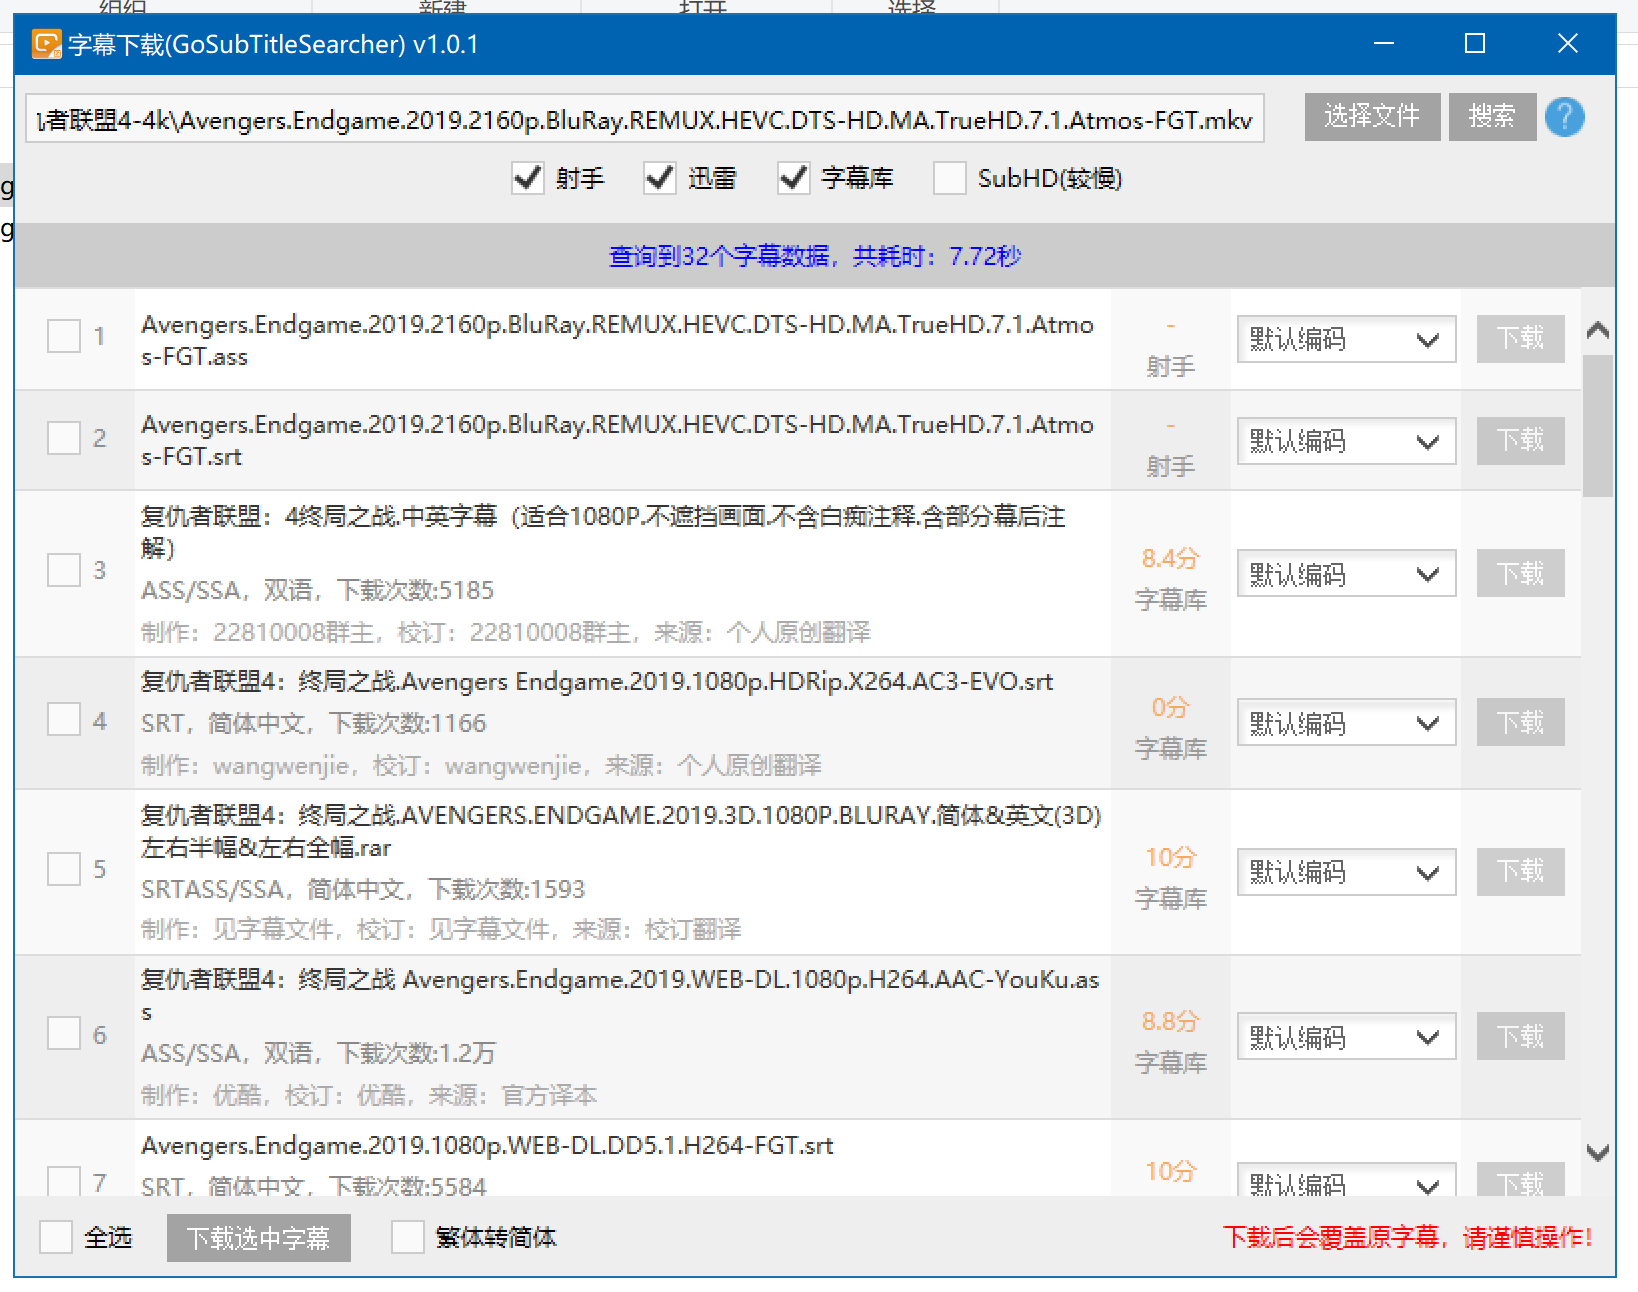 组织
新建
打开
选择
字幕下载(GoSubTitleSearcher) v1.0.1
者联盟4-4k\Avengers.Endgame.2019.2160p.BluRay.REMUX.HEVC.DTS-HD.MA.TrueHD.7.1.Atmos-FGT.mkv
选择文件
搜索
?
射手
迅雷
字幕库
SubHD(较慢)
g
g
查询到32个字幕数据，共耗时：7.72秒
1
Avengers.Endgame.2019.2160p.BluRay.REMUX.HEVC.DTS-HD.MA.TrueHD.7.1.Atmo
s-FGT.ass
-
射手
默认编码
下载
2
Avengers.Endgame.2019.2160p.BluRay.REMUX.HEVC.DTS-HD.MA.TrueHD.7.1.Atmo
s-FGT.srt
-
射手
默认编码
下载
3
复仇者联盟：4终局之战.中英字幕（适合1080P.不遮挡画面.不含白痴注释.含部分幕后注
解）
ASS/SSA，双语，下载次数:5185
制作：22810008群主，校订：22810008群主，来源：个人原创翻译
8.4分
字幕库
默认编码
下载
4
复仇者联盟4：终局之战.Avengers Endgame.2019.1080p.HDRip.X264.AC3-EVO.srt
SRT，简体中文，下载次数:1166
制作：wangwenjie，校订：wangwenjie，来源：个人原创翻译
0分
字幕库
默认编码
下载
5
复仇者联盟4：终局之战.AVENGERS.ENDGAME.2019.3D.1080P.BLURAY.简体&英文(3D)
左右半幅&左右全幅.rar
SRTASS/SSA，简体中文，下载次数:1593
制作：见字幕文件，校订：见字幕文件，来源：校订翻译
10分
字幕库
默认编码
下载
6
复仇者联盟4：终局之战 Avengers.Endgame.2019.WEB-DL.1080p.H264.AAC-YouKu.as
s
ASS/SSA，双语，下载次数:1.2万
制作：优酷，校订：优酷，来源：官方译本
8.8分
字幕库
默认编码
下载
7
Avengers.Endgame.2019.1080p.WEB-DL.DD5.1.H264-FGT.srt
SRT，简体中文，下载次数:5584
10分
默认编码
下载
全选
下载选中字幕
繁体转简体
下载后会覆盖原字幕，请谨慎操作！